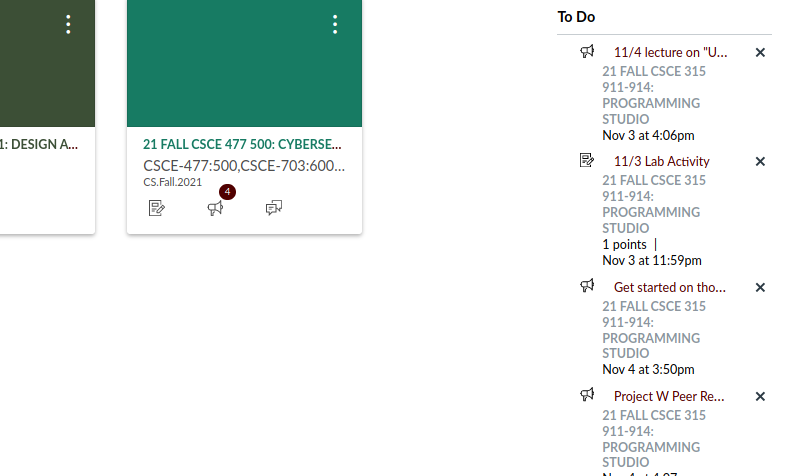 1: DESIGN A...
21 FALL CSCE 477 500: CYBERSE...
CSCE-477:500,CSCE-703:600...
CS.Fall.2021
4
To Do
11/4 lecture on "U...
21 FALL CSCE 315
911-914:
PROGRAMMING
STUDIO
Nov 3 at 4:06pm
11/3 Lab Activity
21 FALL CSCE 315
911-914:
PROGRAMMING
STUDIO
1 points |
Nov 3 at 11:59pm
Get started on tho...
21 FALL CSCE 315
911-914:
PROGRAMMING
STUDIO
Nov 4 at 3:50pm
Project W Peer Re...
21 FALL CSCE 315
911-914:
PROGRAMMING
STUDIO